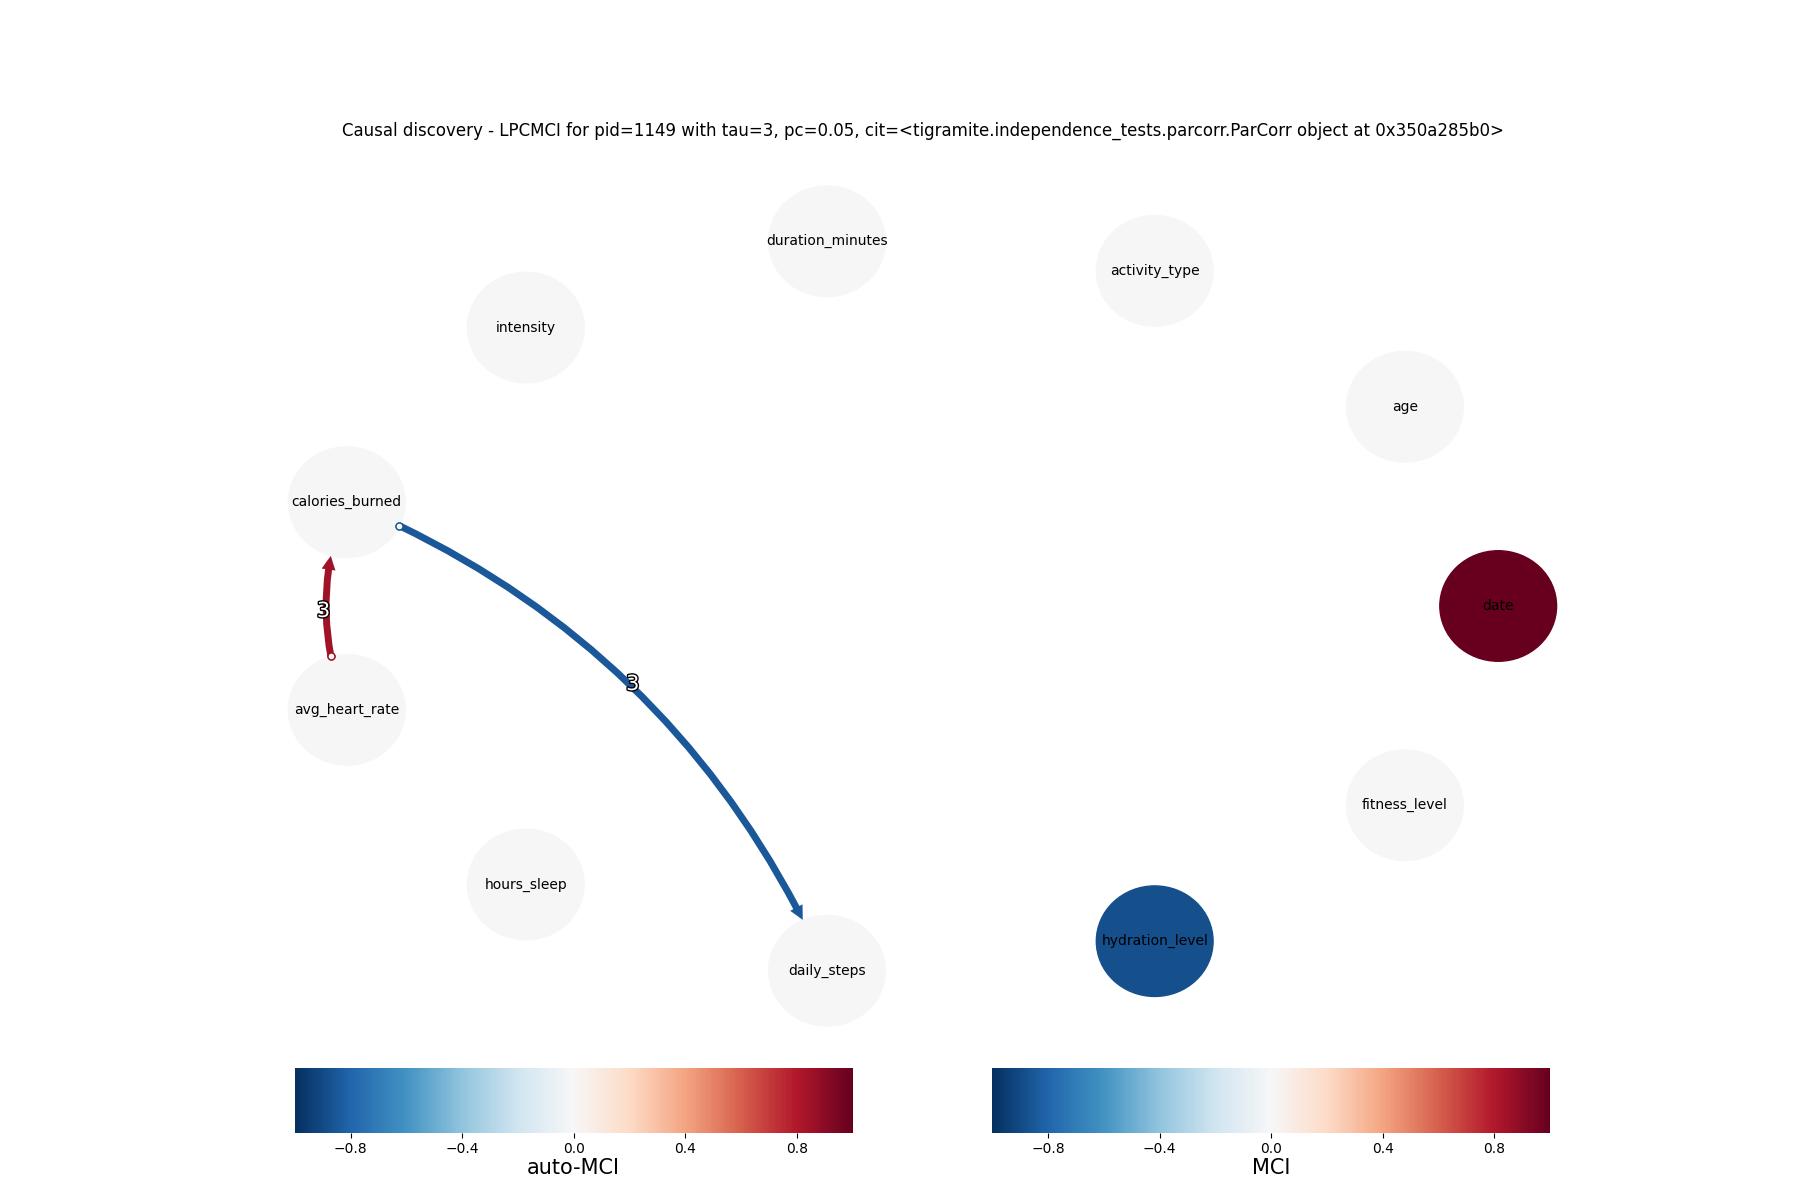 Causal discovery - LPCMCI for pid=1149 with tau=3, pc=0.05, cit=<tigramite.independence_tests.parcorr.ParCorr object at 0x350a285b0>
duration_minutes
activity_type
intensity
age
calories_burned
date
3
3
avg_heart_rate
fitness_level
hours_sleep
hydration_level
daily_steps
−0.8 −0.4 0.0 0.4 0.8
auto-MCI
−0.8 −0.4 0.0 0.4 0.8
MCI